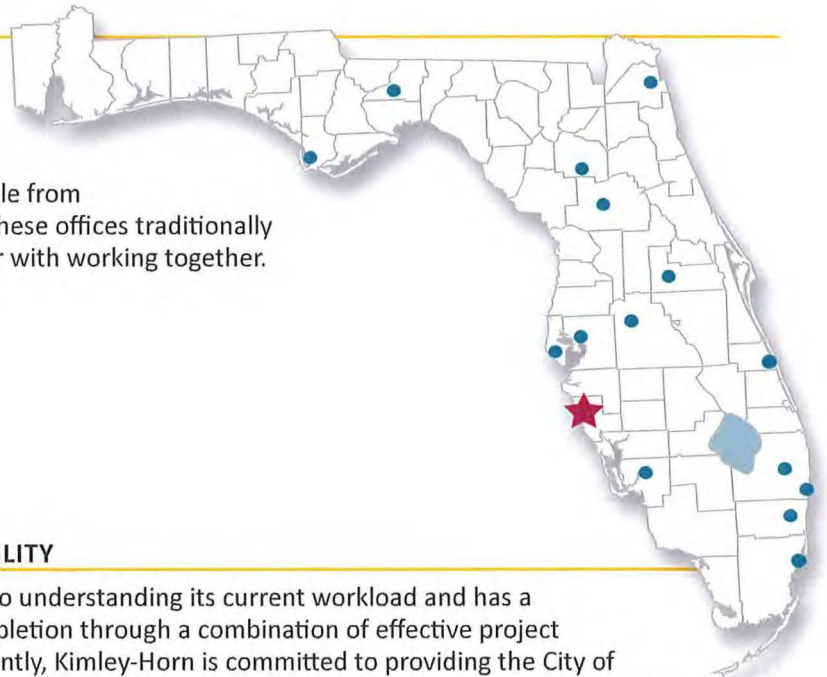 le from
hese offices traditionally
r with working together.
LITY
o understanding its current workload and has a
pletion through a combination of effective project
ntly, Kimley-Horn is committed to providing the City of